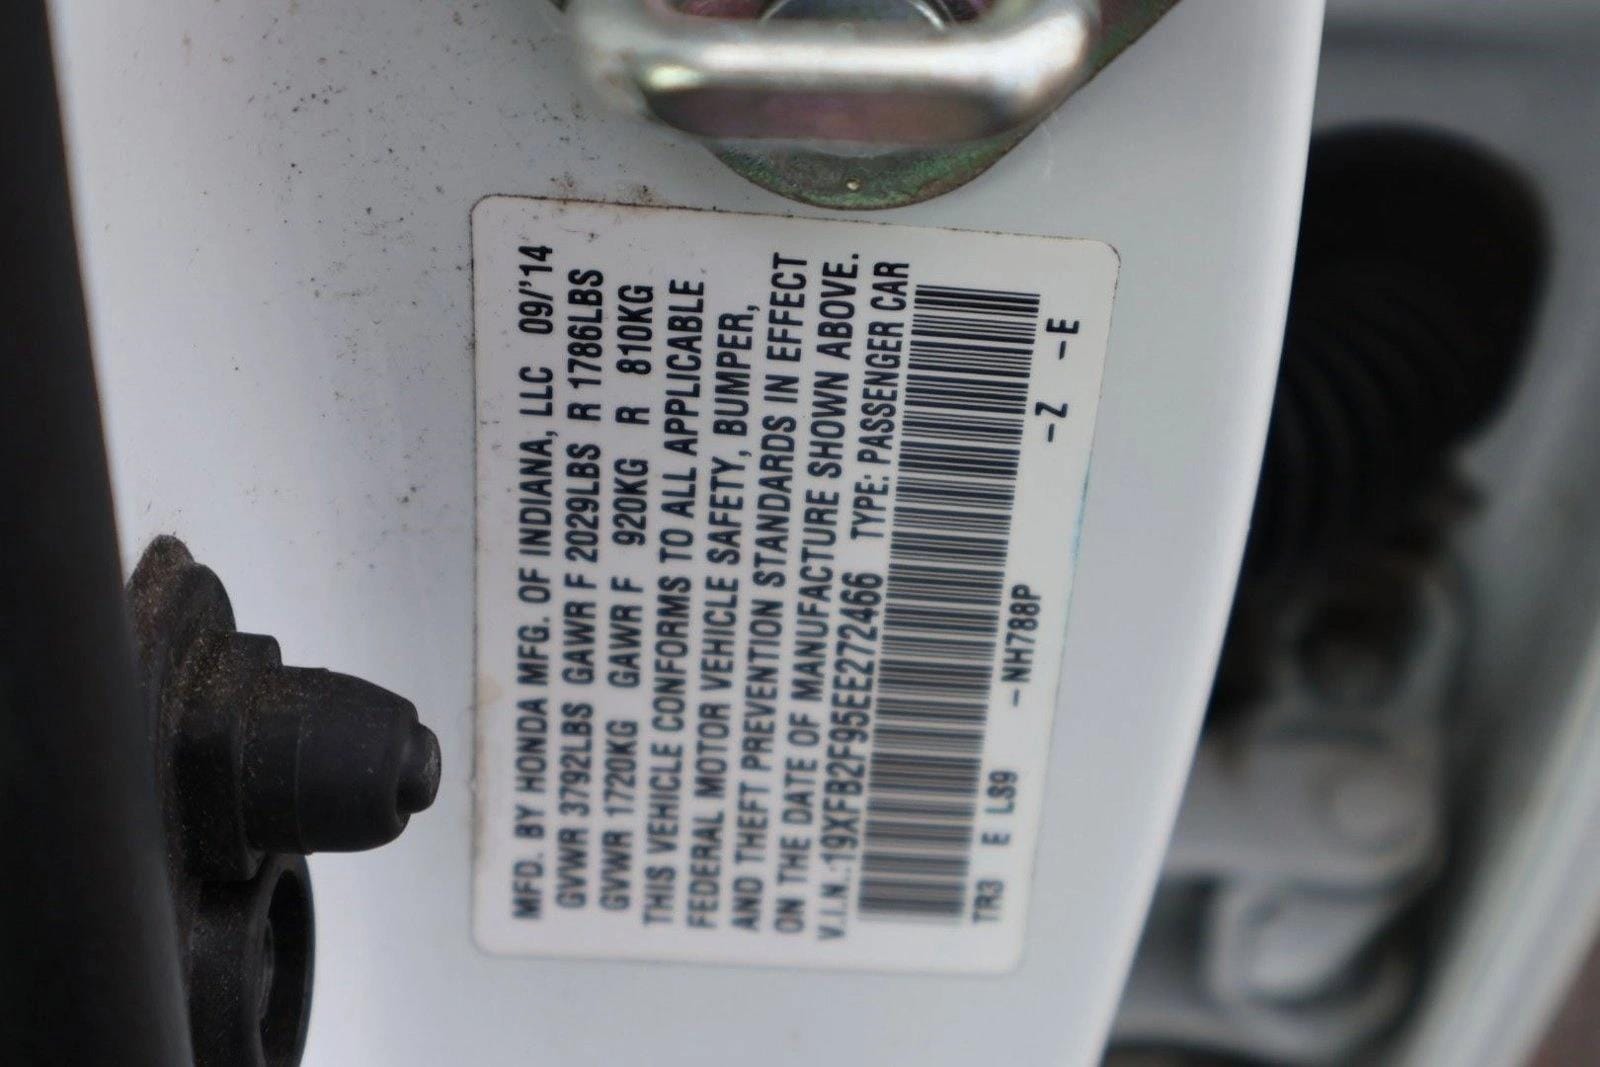 MFD. BY HONDA MFG. OF INDIANA, LLC 09/'14
GVWR 3792LBS GAWR F 2029LBS R 1786LBS
GVWR 1720KG GAWR F 920KG R 810KG
THIS VEHICLE CONFORMS TO ALL APPLICABLE
FEDERAL MOTOR VEHICLE SAFETY, BUMPER,
AND THEFT PREVENTION STANDARDS IN EFFECT
ON THE DATE OF MANUFACTURE SHOWN ABOVE.
V.I.N.:19XFB2F95EE272466 TYPE: PASSENGER CAR
TR3 E LS9 -NH788P -Z -E